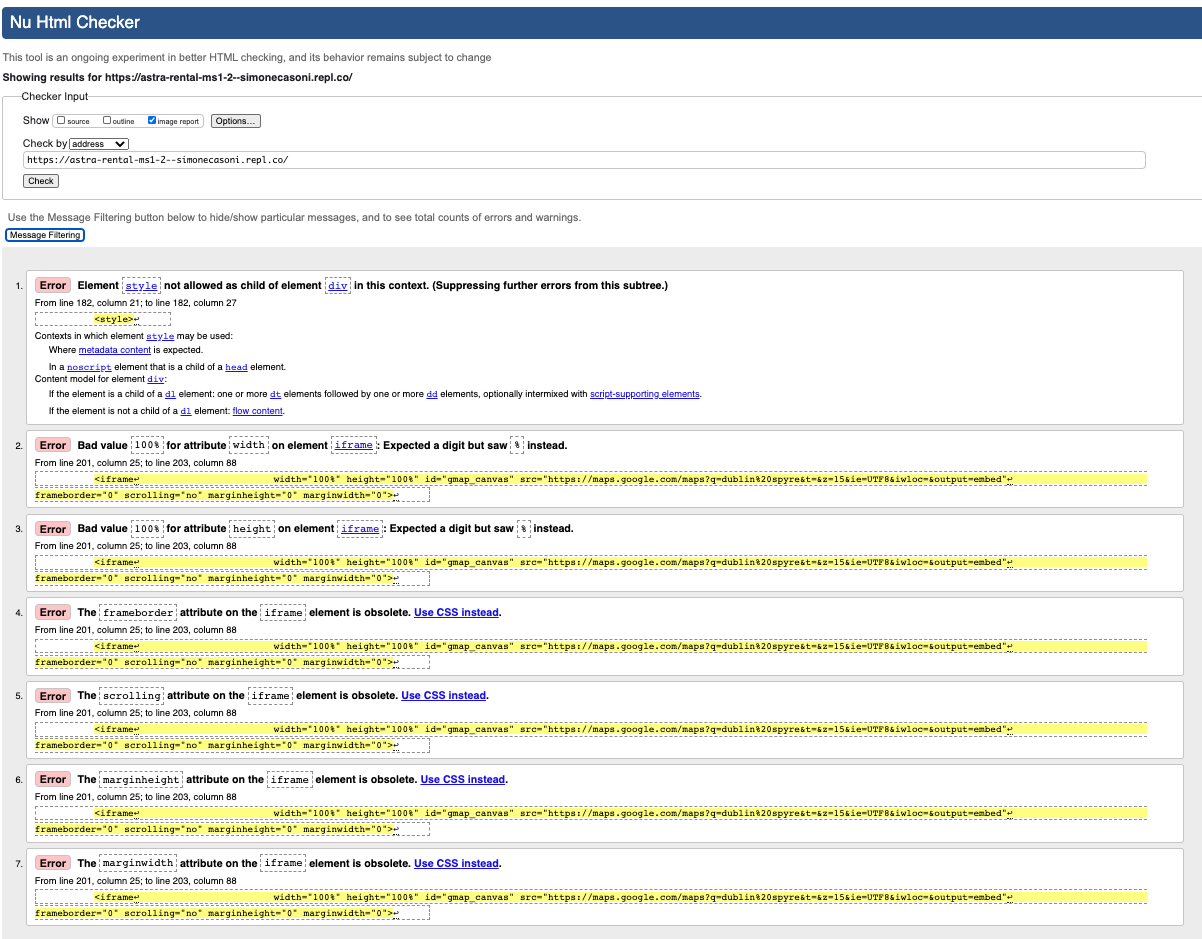 Nu Html Checker
This tool is an ongoing experiment in better HTML checking, and its behavior remains subject to change
Showing results for https://astra-rental-ms1-2--simonecasoni.repl.co/
Checker Input
Show source outline image report Options...
Check by address
https://astra-rental-ms1-2--simonecasoni.repl.co/
Check
Use the Message Filtering button below to hide/show particular messages, and to see total counts of errors and warnings.
Message Filtering
1. Error Element style not allowed as child of element div in this context. (Suppressing further errors from this subtree.)
From line 182, column 21; to line 182, column 27
<style>↩
Contexts in which element style may be used:
Where metadata content is expected.
In a noscript element that is a child of a head element.
Content model for element div:
If the element is a child of a dl element: one or more dt elements followed by one or more dd elements, optionally intermixed with script-supporting elements.
If the element is not a child of a dl element: flow content.
2. Error Bad value 100% for attribute width on element iframe: Expected a digit but saw % instead.
From line 201, column 25; to line 203, column 88
<iframe↩ width="100%" height="100%" id="gmap_canvas" src="https://maps.google.com/maps?q=dublin%20spyre&t=&z=15&ie=UTF8&iwloc=&output=embed"↩
frameborder="0" scrolling="no" marginheight="0" marginwidth="0">↩
3. Error Bad value 100% for attribute height on element iframe: Expected a digit but saw % instead.
From line 201, column 25; to line 203, column 88
<iframe↩ width="100%" height="100%" id="gmap_canvas" src="https://maps.google.com/maps?q=dublin%20spyre&t=&z=15&ie=UTF8&iwloc=&output=embed"↩
frameborder="0" scrolling="no" marginheight="0" marginwidth="0">↩
4. Error The frameborder attribute on the iframe element is obsolete. Use CSS instead.
From line 201, column 25; to line 203, column 88
<iframe↩ width="100%" height="100%" id="gmap_canvas" src="https://maps.google.com/maps?q=dublin%20spyre&t=&z=15&ie=UTF8&iwloc=&output=embed"↩
frameborder="0" scrolling="no" marginheight="0" marginwidth="0">↩
5. Error The scrolling attribute on the iframe element is obsolete. Use CSS instead.
From line 201, column 25; to line 203, column 88
<iframe↩ width="100%" height="100%" id="gmap_canvas" src="https://maps.google.com/maps?q=dublin%20spyre&t=&z=15&ie=UTF8&iwloc=&output=embed"↩
frameborder="0" scrolling="no" marginheight="0" marginwidth="0">↩
6. Error The marginheight attribute on the iframe element is obsolete. Use CSS instead.
From line 201, column 25; to line 203, column 88
<iframe↩ width="100%" height="100%" id="gmap_canvas" src="https://maps.google.com/maps?q=dublin%20spyre&t=&z=15&ie=UTF8&iwloc=&output=embed"↩
frameborder="0" scrolling="no" marginheight="0" marginwidth="0">↩
7. Error The marginwidth attribute on the iframe element is obsolete. Use CSS instead.
From line 201, column 25; to line 203, column 88
<iframe↩ width="100%" height="100%" id="gmap_canvas" src="https://maps.google.com/maps?q=dublin%20spyre&t=&z=15&ie=UTF8&iwloc=&output=embed"↩
frameborder="0" scrolling="no" marginheight="0" marginwidth="0">↩